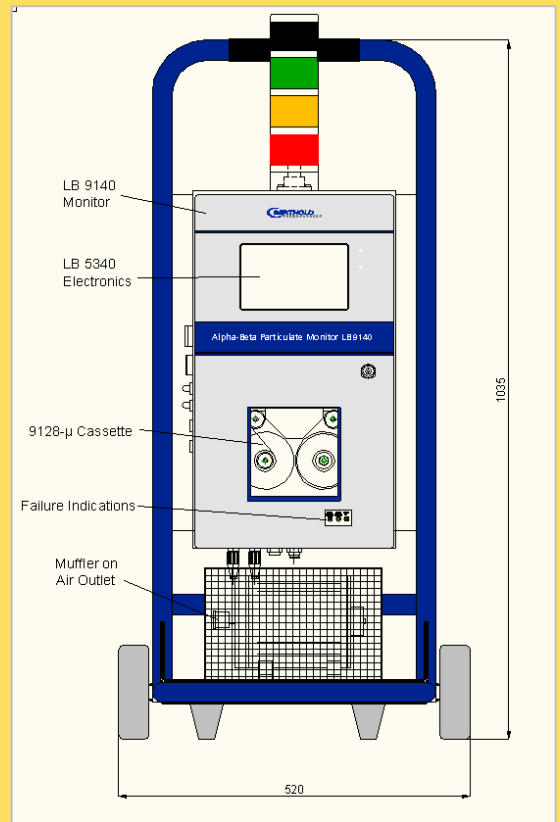 LB 9140
Monitor
BERTHOLD
LB 5340
Electronics
Alpha-Beta Particulate Monitor LB9140
1035
9128-µ Cassette
Failure Indications
Muffler on
Air Outlet
520